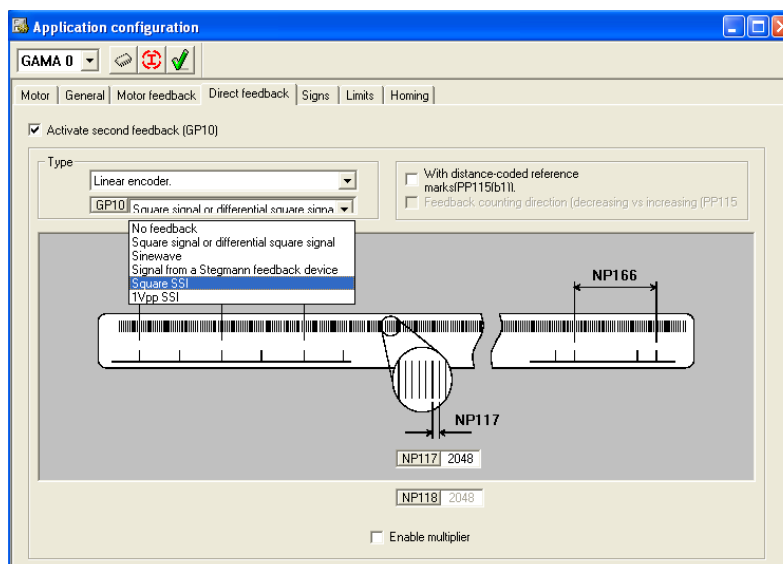 Application configuration
GAMA 0
Motor General Motor feedback Direct feedback Signs Limits Homing
Activate second feedback (GP10)
Type
Linear encoder.
GP10 Square signal or differential square signa
With distance-coded reference
marks(PP115(b1)).
Feedback counting direction (decreasing vs increasing (PP115
No feedback
Square signal or differential square signal
Sinewave
Signal from a Stegmann feedback device
Square SSI
1Vpp SSI
NP166
NP117
NP117 2048
NP118 2048
Enable multiplier